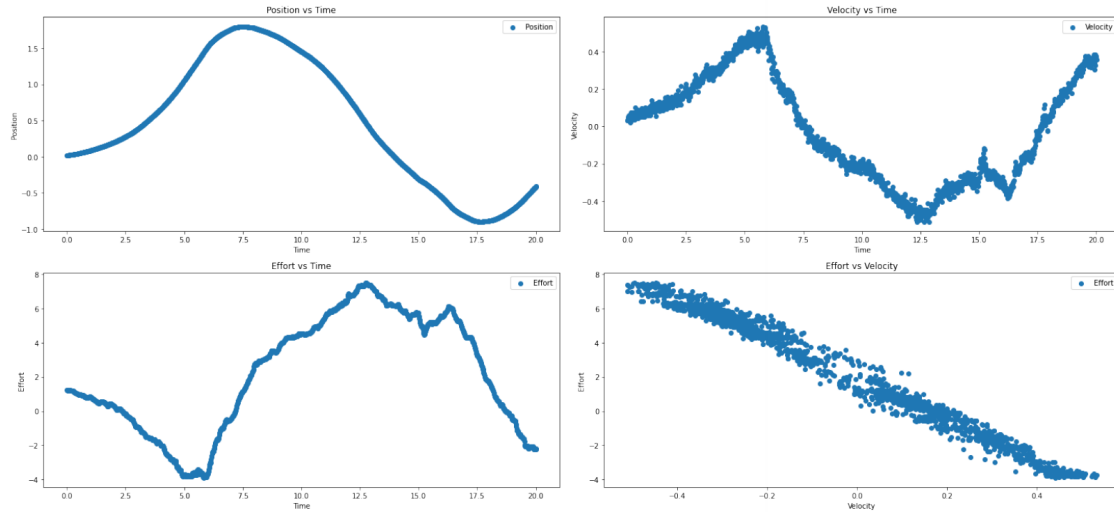 Position vs Time
Position
1.5
1.0
0.5
0.0
-0.5
-1.0
Position
0.0 2.5 5.0 7.5 10.0 12.5 15.0 17.5 20.0
Time
Velocity vs Time
Velocity
0.4
0.2
0.0
-0.2
-0.4
Velocity
0.0 2.5 5.0 7.5 10.0 12.5 15.0 17.5 20.0
Time
Effort vs Time
Effort
8
6
4
2
0
-2
-4
Effort
0.0 2.5 5.0 7.5 10.0 12.5 15.0 17.5 20.0
Time
Effort vs Velocity
Effort
8
6
4
2
0
-2
-4
Effort
-0.4 -0.2 0.0 0.2 0.4
Velocity